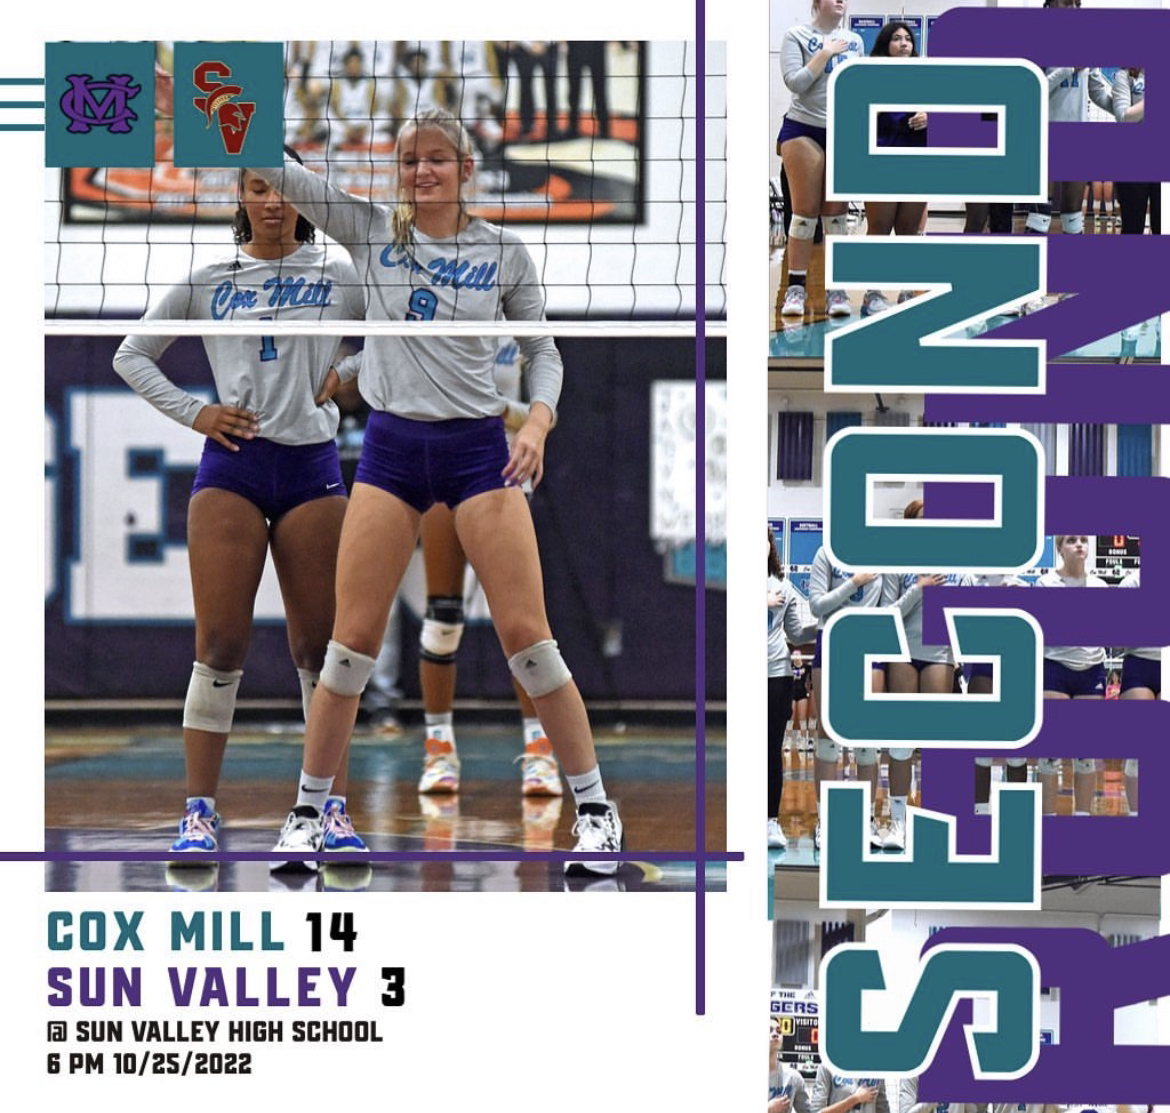 CMC
SV
Cox Mill
1
Cox Mill
9
COX MILL 14
SUN VALLEY 3
@ SUN VALLEY HIGH SCHOOL
6 PM 10/25/2022
SECOND
ROUND